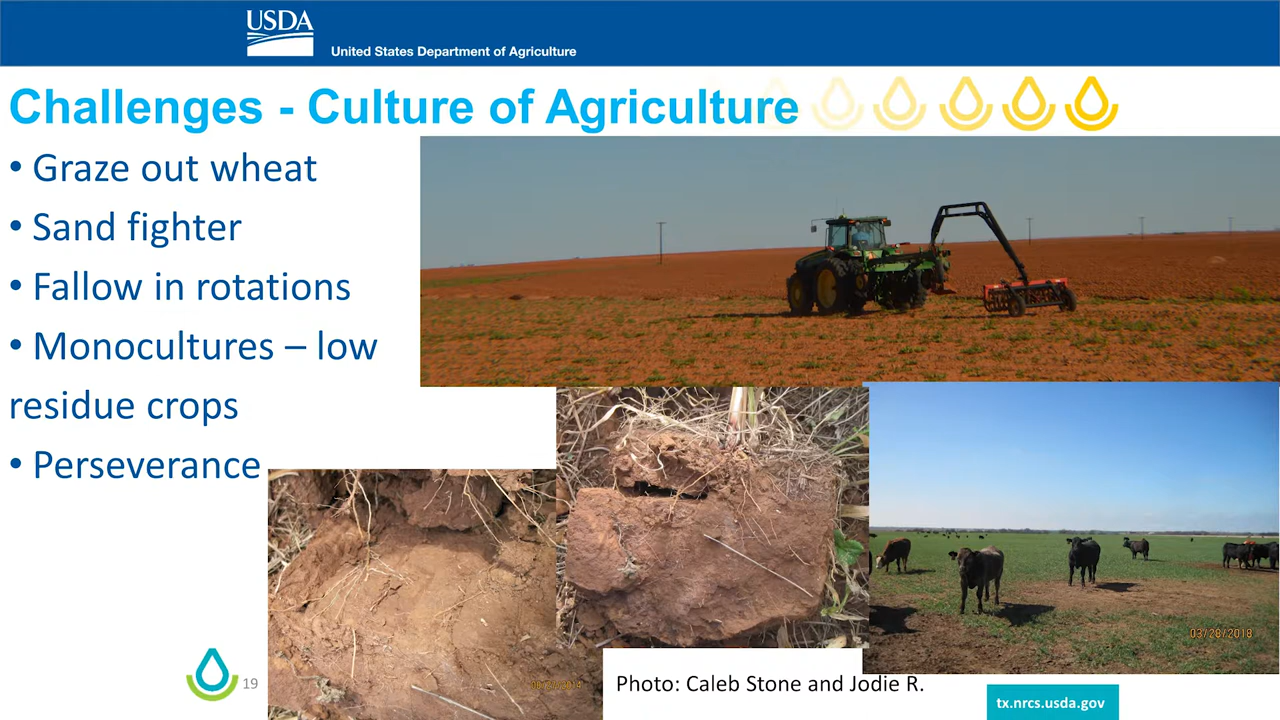 USDA
United States Department of Agriculture
Challenges - Culture of Agriculture
• Graze out wheat
• Sand fighter
• Fallow in rotations
• Monocultures – low
residue crops
• Perseverance
03/28/2018
19
Photo: Caleb Stone and Jodie R.
tx.nrcs.usda.gov